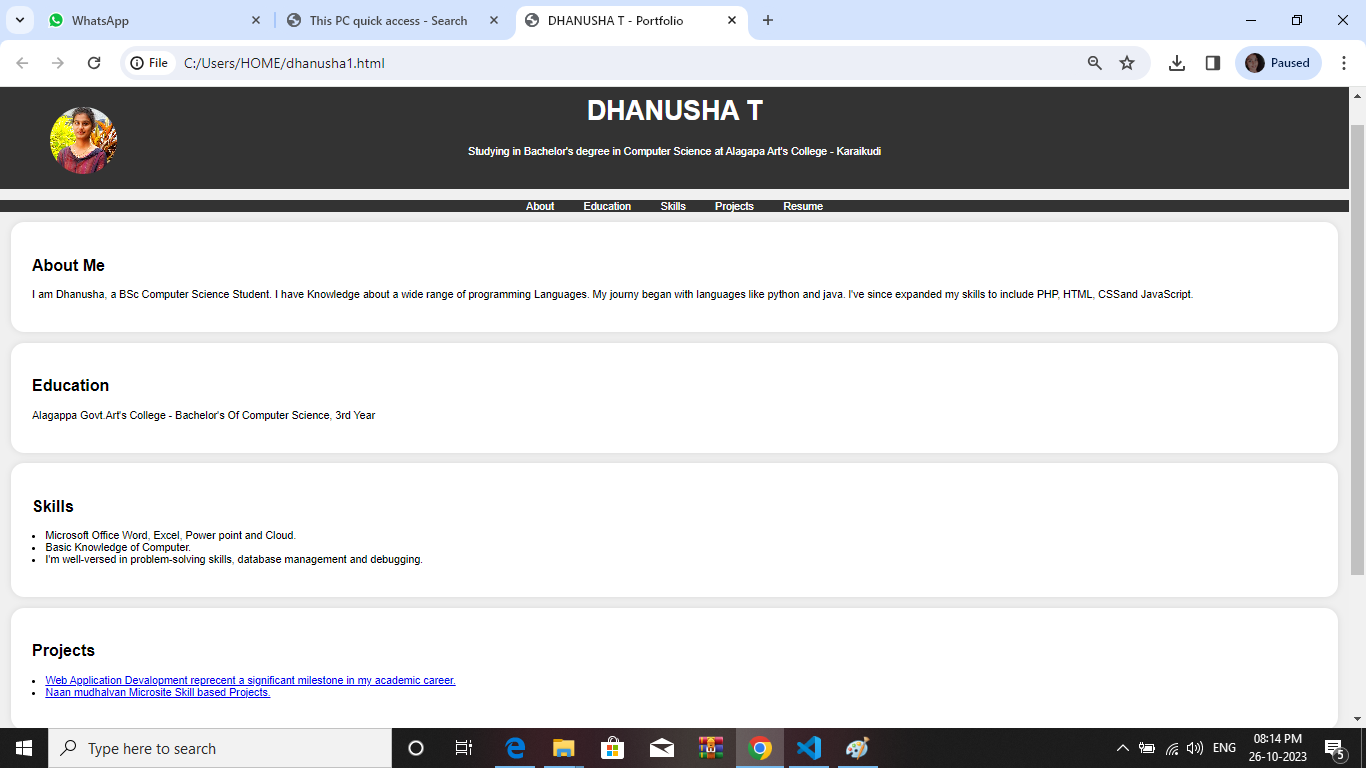 WhatsApp
This PC quick access - Search
DHANUSHA T - Portfolio
File
C:/Users/HOME/dhanusha1.html
Paused
DHANUSHA T
Studying in Bachelor's degree in Computer Science at Alagapa Art's College - Karaikudi
About Education Skills Projects Resume
About Me
I am Dhanusha, a BSc Computer Science Student. I have Knowledge about a wide range of programming Languages. My journy began with languages like python and java. I've since expanded my skills to include PHP, HTML, CSSand JavaScript.
Education
Alagappa Govt.Art's College - Bachelor's Of Computer Science, 3rd Year
Skills
• Microsoft Office Word, Excel, Power point and Cloud.
• Basic Knowledge of Computer.
• I'm well-versed in problem-solving skills, database management and debugging.
Projects
• Web Application Devalopment reprecent a significant milestone in my academic career.
• Naan mudhalvan Microsite Skill based Projects.
Type here to search
ENG
08:14 PM
26-10-2023
5